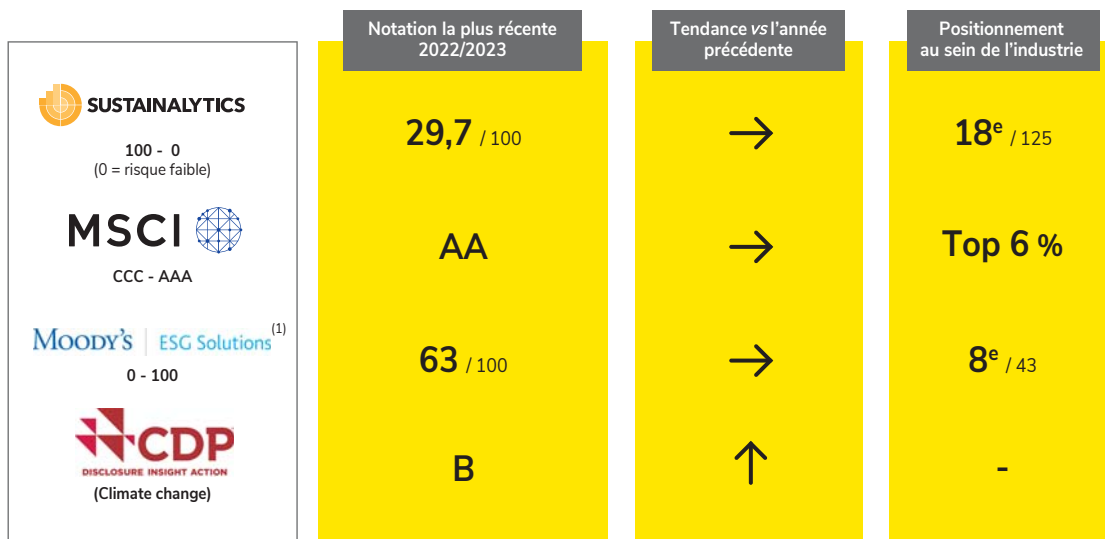 Notation la plus récente
2022/2023
Tendance vs l’année
précédente
Positionnement
au sein de l’industrie
SUSTAINALYTICS
100 - 0
(0 = risque faible)
29,7 / 100
→
18e / 125
MSCI
CCC - AAA
AA
→
Top 6 %
MOODY’S | ESG Solutions(1)
0 - 100
63 / 100
→
8e / 43
CDP
DISCLOSURE INSIGHT ACTION
(Climate change)
B
↑
-